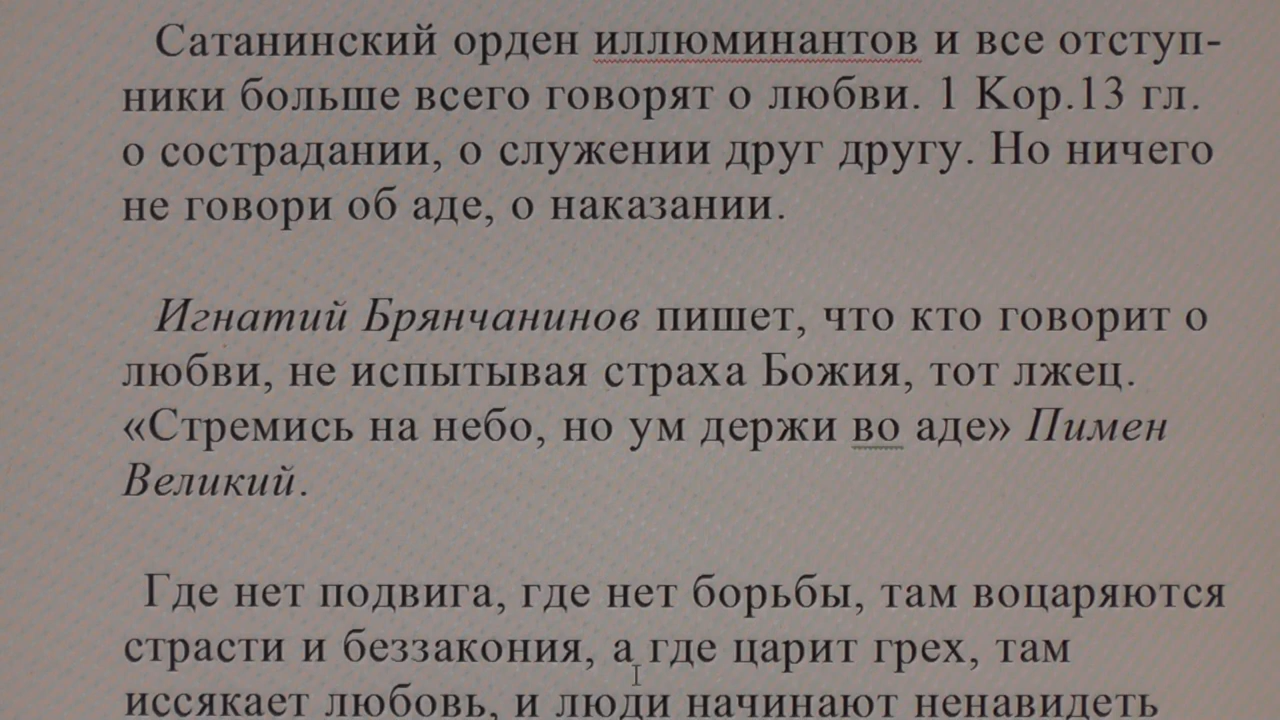 Сатанинский орден иллюминантов и все отступ-
ники больше всего говорят о любви. 1 Кор.13 гл.
о сострадании, о служении друг другу. Но ничего
не говори об аде, о наказании.
Игнатий Брянчанинов пишет, что кто говорит о
любви, не испытывая страха Божия, тот лжец.
«Стремись на небо, но ум держи во аде» Пимен
Великий.
Где нет подвига, где нет борьбы, там воцаряются
страсти и беззакония, а где царит грех, там
иссякает любовь, и люди начинают ненавидеть